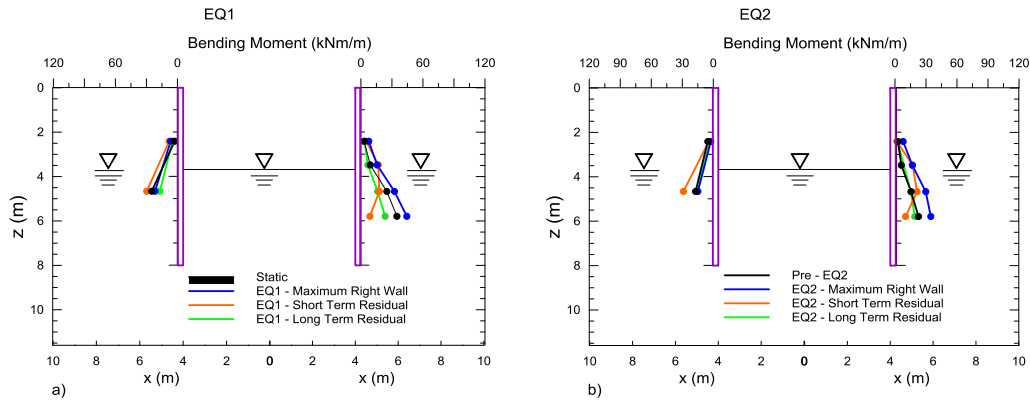 EQ1
Bending Moment (kNm/m)
120 60 0 0 60 120
0
2
4
6
8
10
z (m)
Static
EQ1 - Maximum Right Wall
EQ1 - Short Term Residual
EQ1 - Long Term Residual
10 8 6 4 2 0 2 4 6 8 10
x (m) x (m)
a)
EQ2
Bending Moment (kNm/m)
120 90 60 30 0 0 30 60 90 120
0
2
4
6
8
10
z (m)
Pre - EQ2
EQ2 - Maximum Right Wall
EQ2 - Short Term Residual
EQ2 - Long Term Residual
10 8 6 4 2 0 2 4 6 8 10
x (m) x (m)
b)